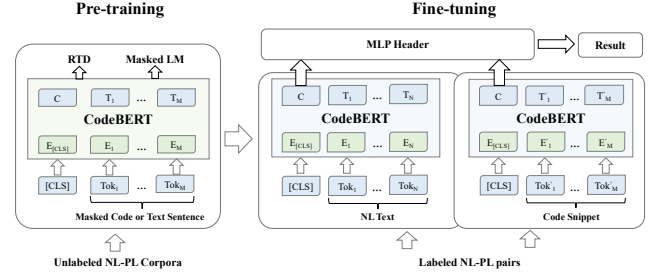 Pre-training
Fine-tuning
RTD Masked LM
C T1 ... TM
CodeBERT
E[CLS] E1 ... EM
[CLS] Tok1 ... TokM
Masked Code or Text Sentence
Unlabeled NL-PL Corpora
MLP Header
Result
C T1 ... TN
CodeBERT
E[CLS] E1 ... EN
[CLS] Tok1 ... TokN
NL Text
C T'1 ... T'M
CodeBERT
E[CLS] E'1 ... E'M
[CLS] Tok'1 ... Tok'M
Code Snippet
Labeled NL-PL pairs